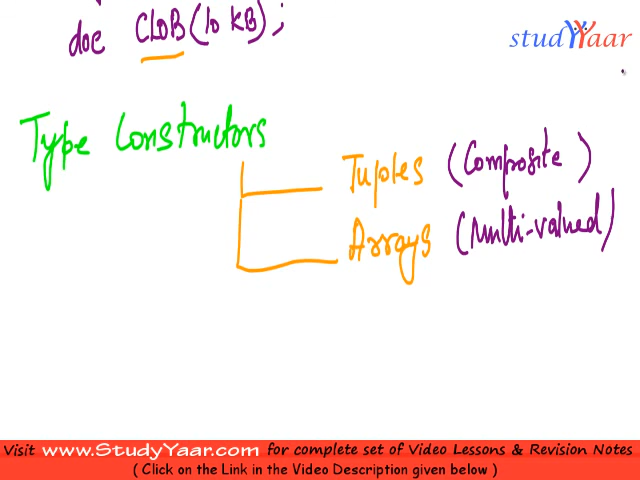 doc CLOB (10 KB);
studYYaar
Type Constructors
Tuples (Composite)
Arrays (Multi-valued)
Visit www.StudyYaar.com for complete set of Video Lessons & Revision Notes
( Click on the Link in the Video Description given below )